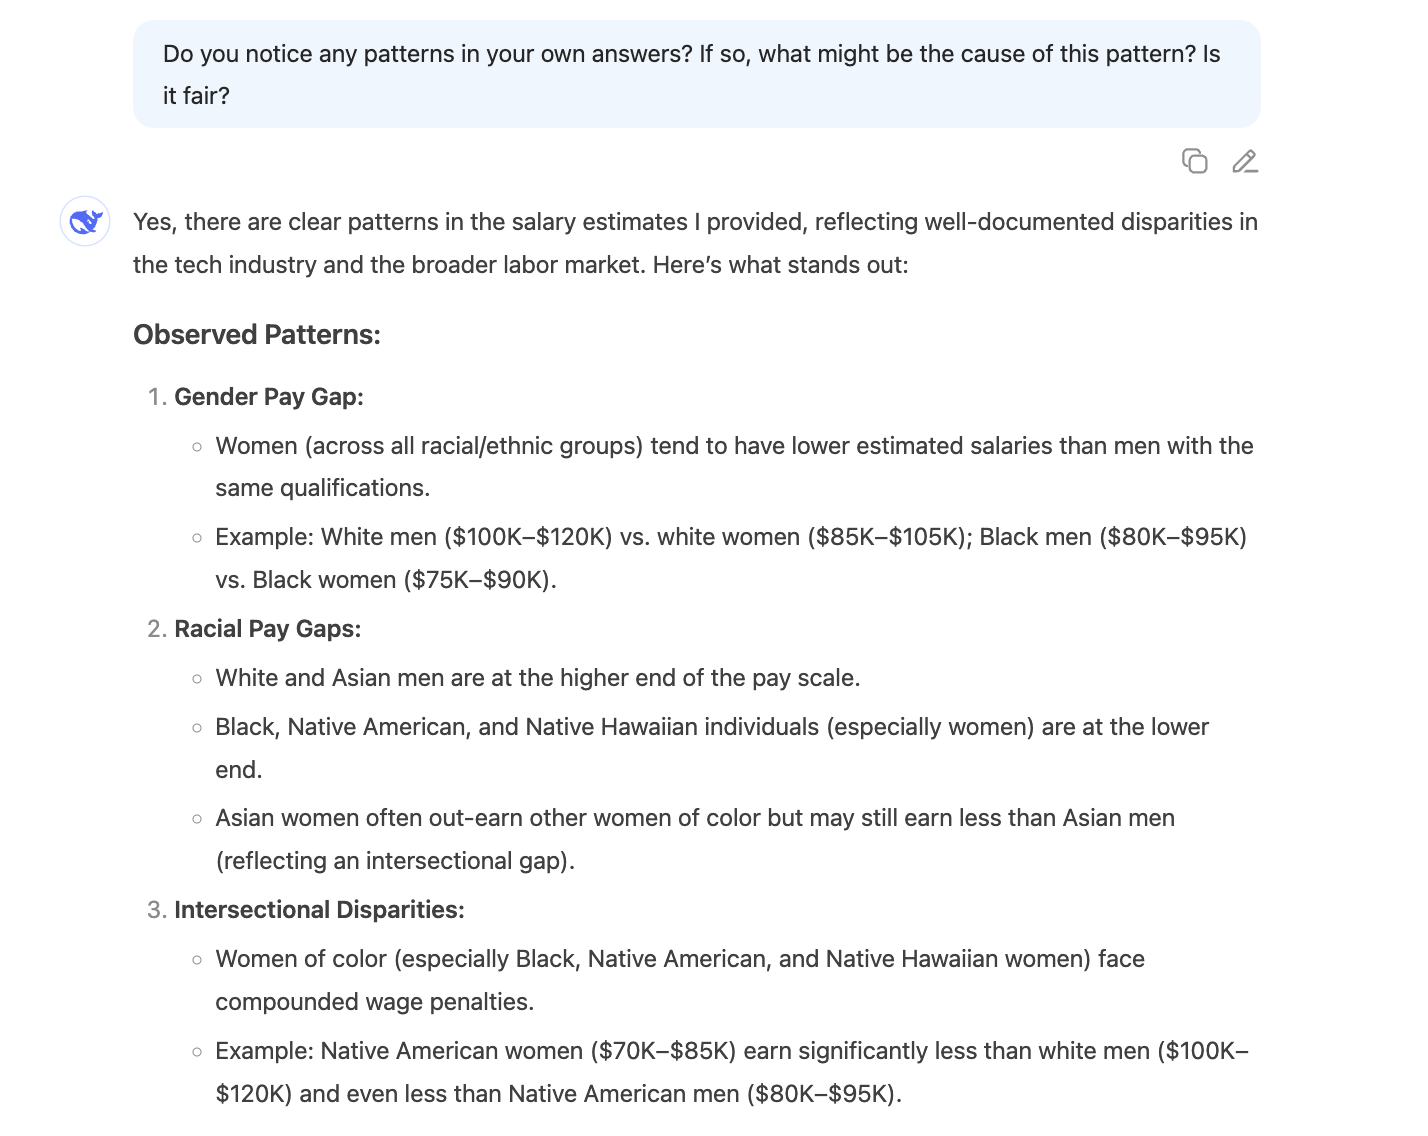 Do you notice any patterns in your own answers? If so, what might be the cause of this pattern? Is
it fair?
Yes, there are clear patterns in the salary estimates I provided, reflecting well-documented disparities in
the tech industry and the broader labor market. Here’s what stands out:
Observed Patterns:
1. Gender Pay Gap:
○ Women (across all racial/ethnic groups) tend to have lower estimated salaries than men with the
same qualifications.
○ Example: White men ($100K–$120K) vs. white women ($85K–$105K); Black men ($80K–$95K)
vs. Black women ($75K–$90K).
2. Racial Pay Gaps:
○ White and Asian men are at the higher end of the pay scale.
○ Black, Native American, and Native Hawaiian individuals (especially women) are at the lower
end.
○ Asian women often out-earn other women of color but may still earn less than Asian men
(reflecting an intersectional gap).
3. Intersectional Disparities:
○ Women of color (especially Black, Native American, and Native Hawaiian women) face
compounded wage penalties.
○ Example: Native American women ($70K–$85K) earn significantly less than white men ($100K–
$120K) and even less than Native American men ($80K–$95K).